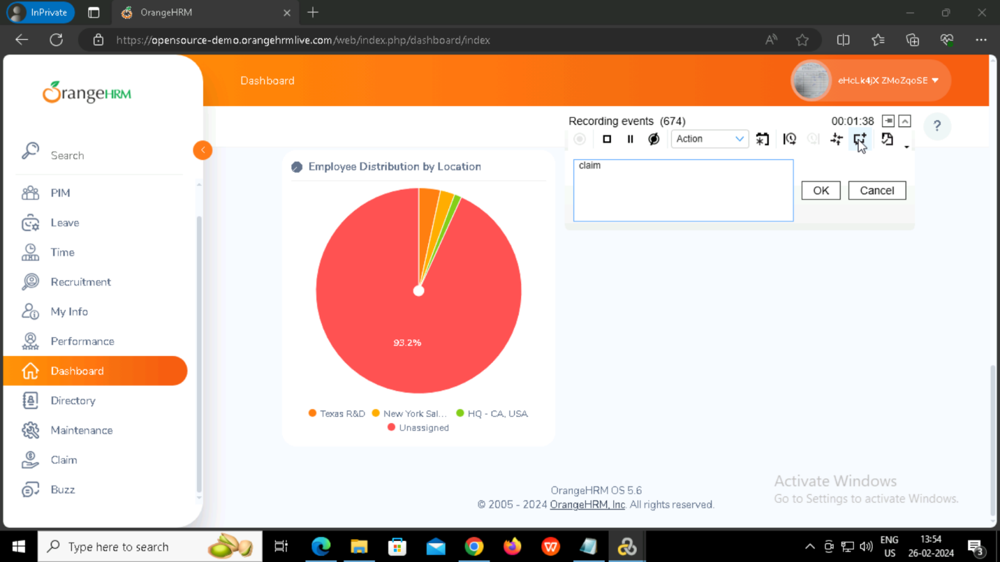 InPrivate
OrangeHRM
https://opensource-demo.orangehrmlive.com/web/index.php/dashboard/index
OrangeHRM
Dashboard
eHcLk4jX ZMoZqoSE
Recording events (674)
00:01:38
Action
?
Search
claim
OK
Cancel
Employee Distribution by Location
PIM
Leave
Time
Recruitment
My Info
Performance
Dashboard
Directory
Maintenance
Claim
Buzz
93.2%
Texas R&D
New York Sal...
HQ - CA, USA
Unassigned
OrangeHRM OS 5.6
© 2005 - 2024 OrangeHRM, Inc. All rights reserved.
Activate Windows
Go to Settings to activate Windows.
Type here to search
ENG
US
13:54
26-02-2024
3